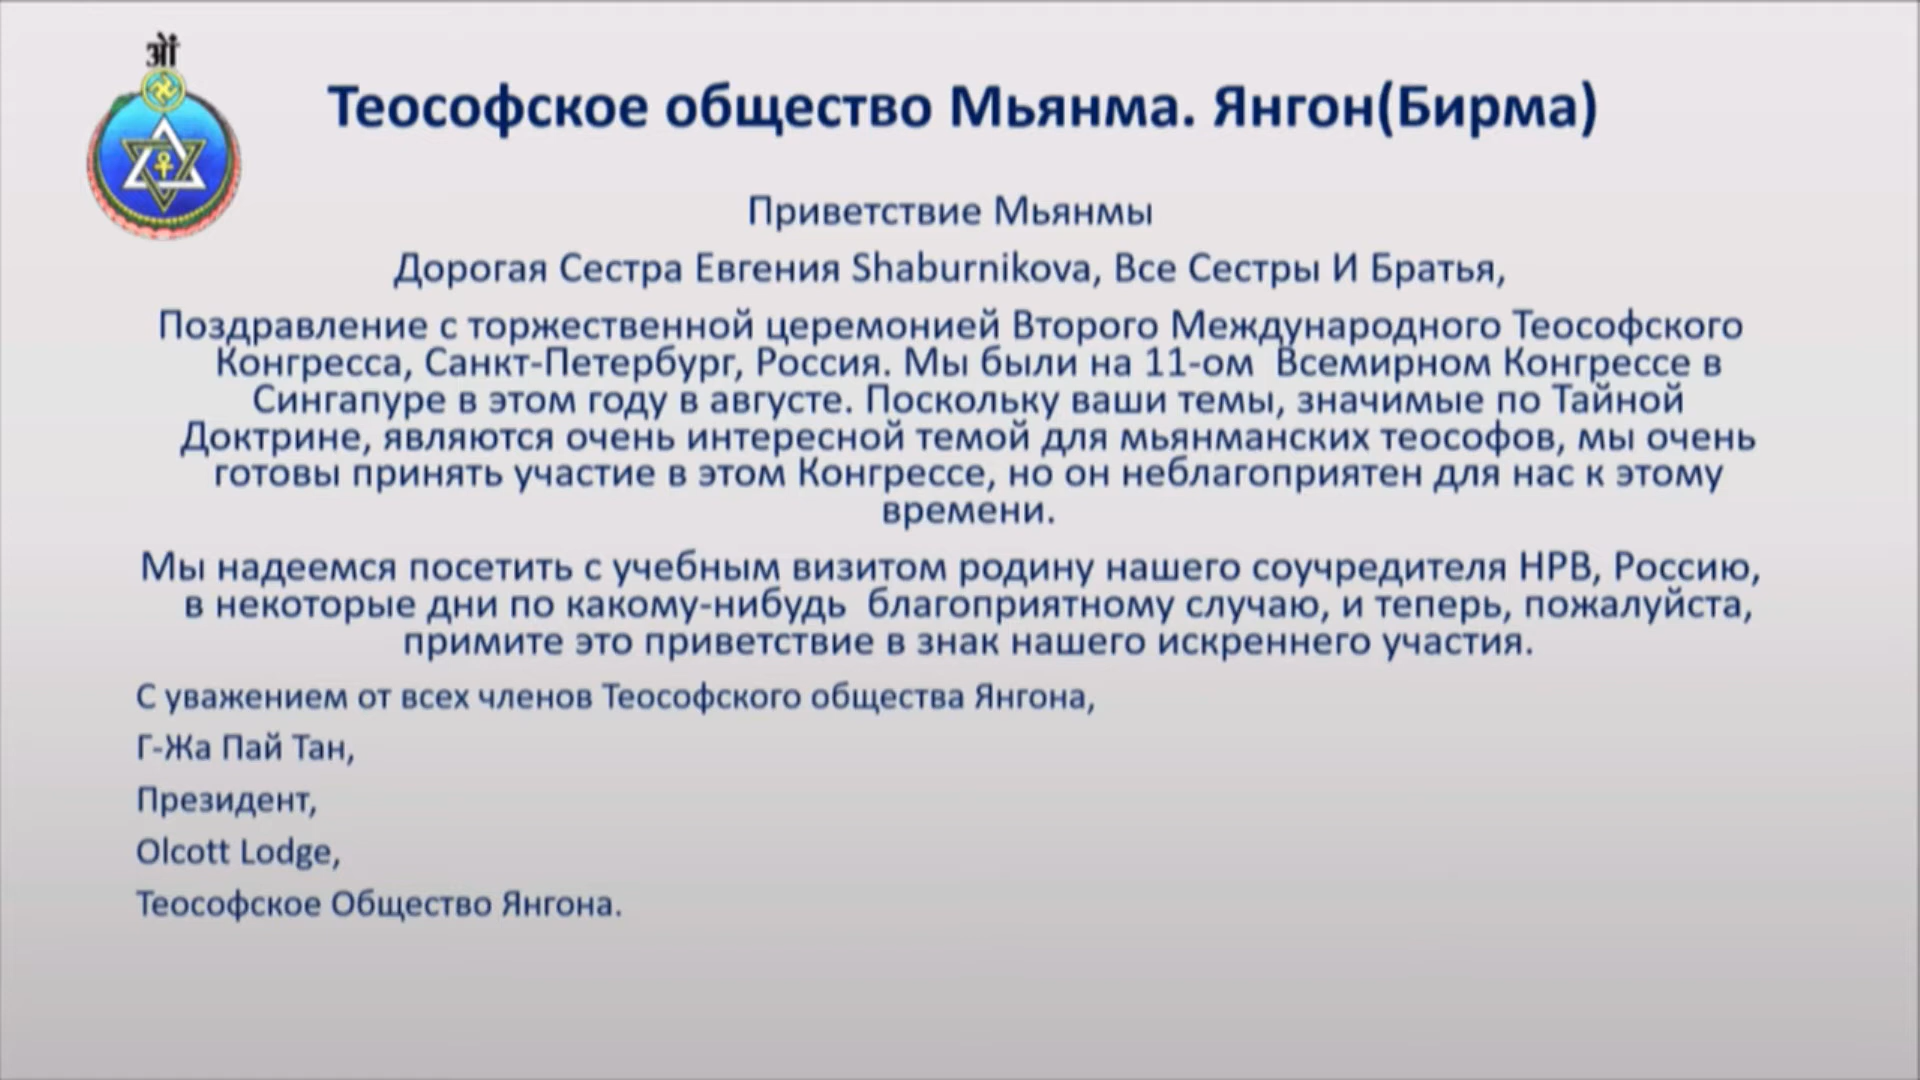 ओं
Теософское общество Мьянма. Янгон(Бирма)
Приветствие Мьянмы
Дорогая Сестра Евгения Shaburnikova, Все Сестры И Братья,
Поздравление с торжественной церемонией Второго Международного Теософского
Конгресса, Санкт-Петербург, Россия. Мы были на 11-ом Всемирном Конгрессе в
Сингапуре в этом году в августе. Поскольку ваши темы, значимые по Тайной
Доктрине, являются очень интересной темой для мьянманских теософов, мы очень
готовы принять участие в этом Конгрессе, но он неблагоприятен для нас к этому
времени.
Мы надеемся посетить с учебным визитом родину нашего соучредителя НРВ, Россию,
в некоторые дни по какому-нибудь благоприятному случаю, и теперь, пожалуйста,
примите это приветствие в знак нашего искреннего участия.
С уважением от всех членов Теософского общества Янгона,
Г-Жа Пай Тан,
Президент,
Olcott Lodge,
Теософское Общество Янгона.